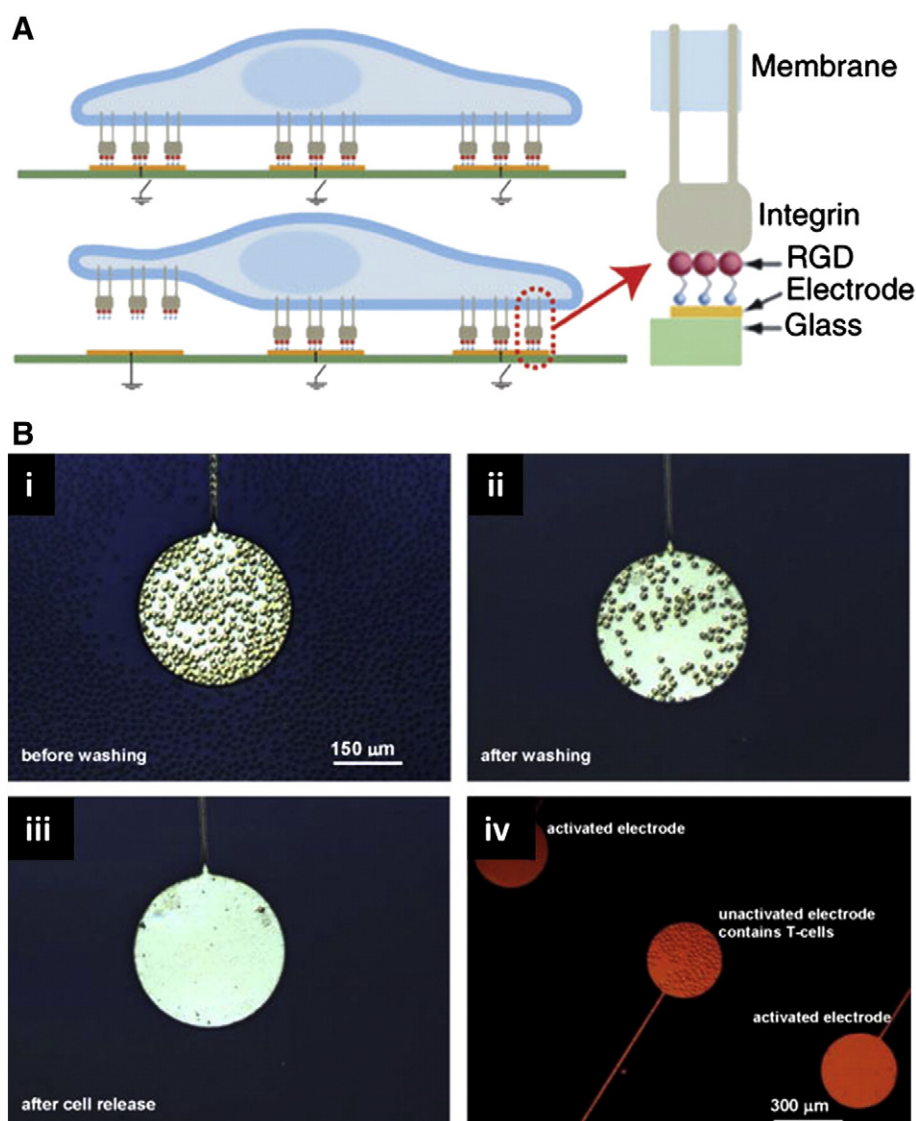 A
Membrane
Integrin
RGD
Electrode
Glass
B
i
before washing
150 μm
ii
after washing
iii
after cell release
iv
activated electrode
unactivated electrode
contains T-cells
activated electrode
300 μm